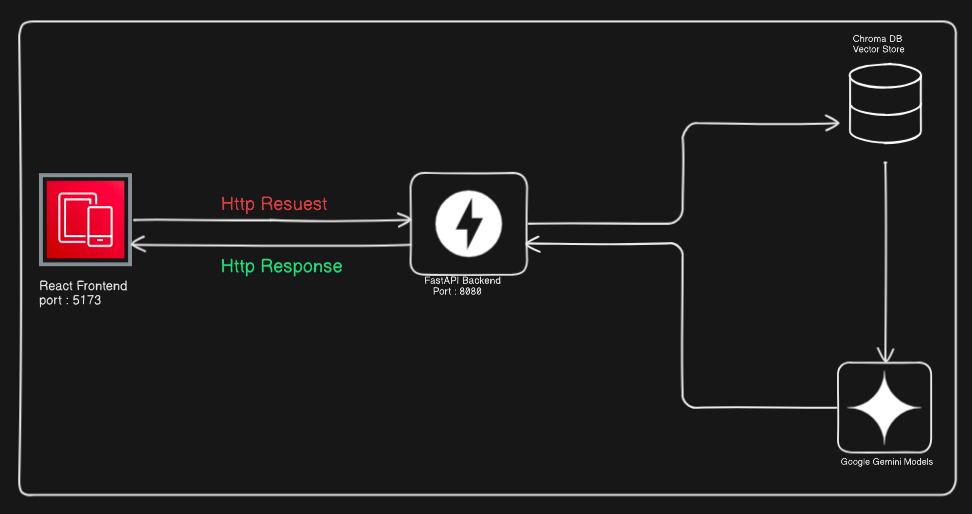 Chroma DB
Vector Store
Http Resuest
Http Response
React Frontend
port : 5173
FastAPI Backend
Port : 8080
Google Gemini Models